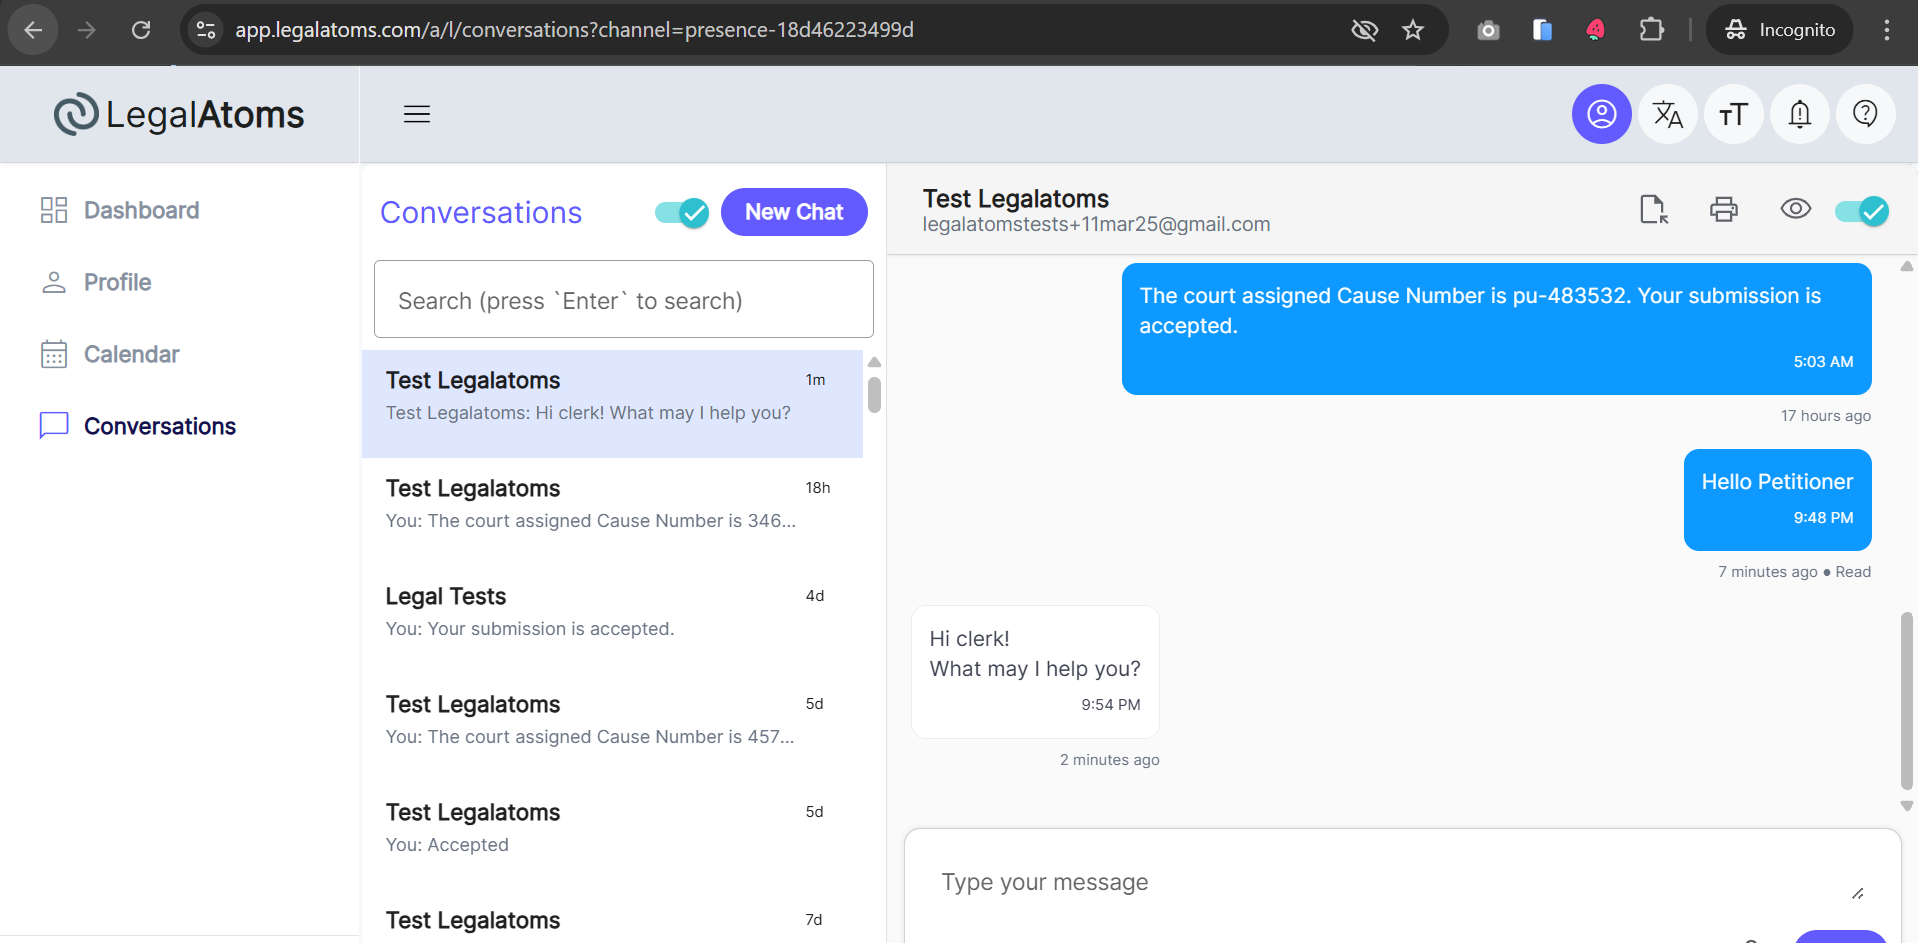 app.legalatoms.com/a/l/conversations?channel=presence-18d46223499d
Incognito
LegalAtoms
Dashboard
Profile
Calendar
Conversations
Conversations
New Chat
Search (press `Enter` to search)
Test Legalatoms 1m
Test Legalatoms: Hi clerk! What may I help you?
Test Legalatoms 18h
You: The court assigned Cause Number is 346...
Legal Tests 4d
You: Your submission is accepted.
Test Legalatoms 5d
You: The court assigned Cause Number is 457...
Test Legalatoms 5d
You: Accepted
Test Legalatoms 7d
Test Legalatoms
legalatomstests+11mar25@gmail.com
The court assigned Cause Number is pu-483532. Your submission is
accepted.
5:03 AM
17 hours ago
Hello Petitioner
9:48 PM
7 minutes ago ● Read
Hi clerk!
What may I help you?
9:54 PM
2 minutes ago
Type your message